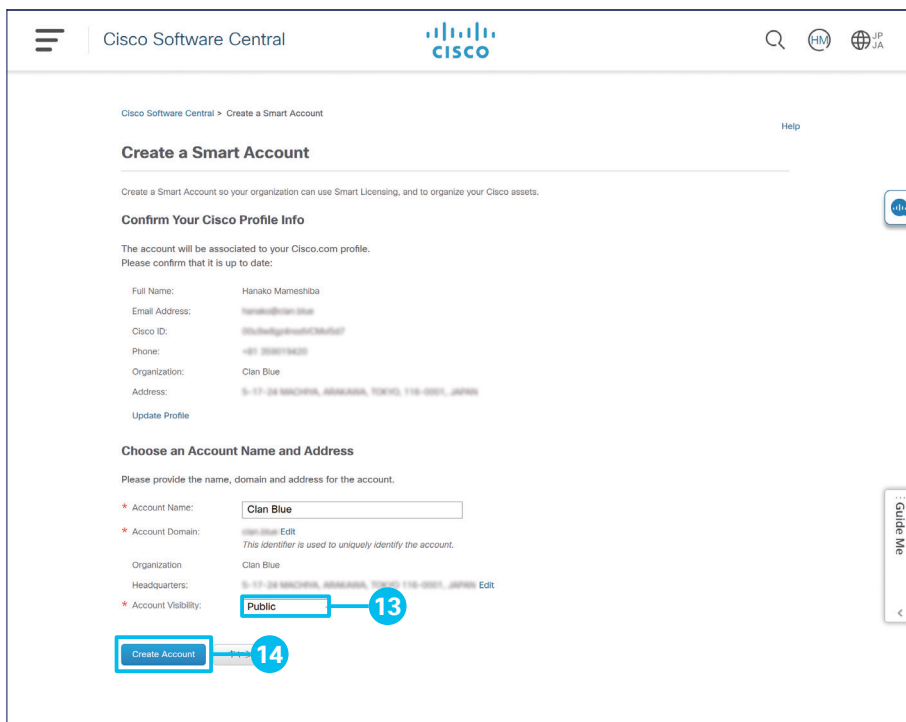 Cisco Software Central
CISCO
HM
JP
JA
Cisco Software Central > Create a Smart Account
Help
Create a Smart Account
Create a Smart Account so your organization can use Smart Licensing, and to organize your Cisco assets.
Confirm Your Cisco Profile Info
The account will be associated to your Cisco.com profile.
Please confirm that it is up to date:
Full Name: Hanako Mameshiba
Email Address:
Cisco ID:
Phone:
Organization: Clan Blue
Address:
Update Profile
Choose an Account Name and Address
Please provide the name, domain and address for the account.
* Account Name: Clan Blue
* Account Domain: Edit
This identifier is used to uniquely identify the account.
Organization Clan Blue
Headquarters: Edit
* Account Visibility: Public
13
Create Account
14
Guide Me